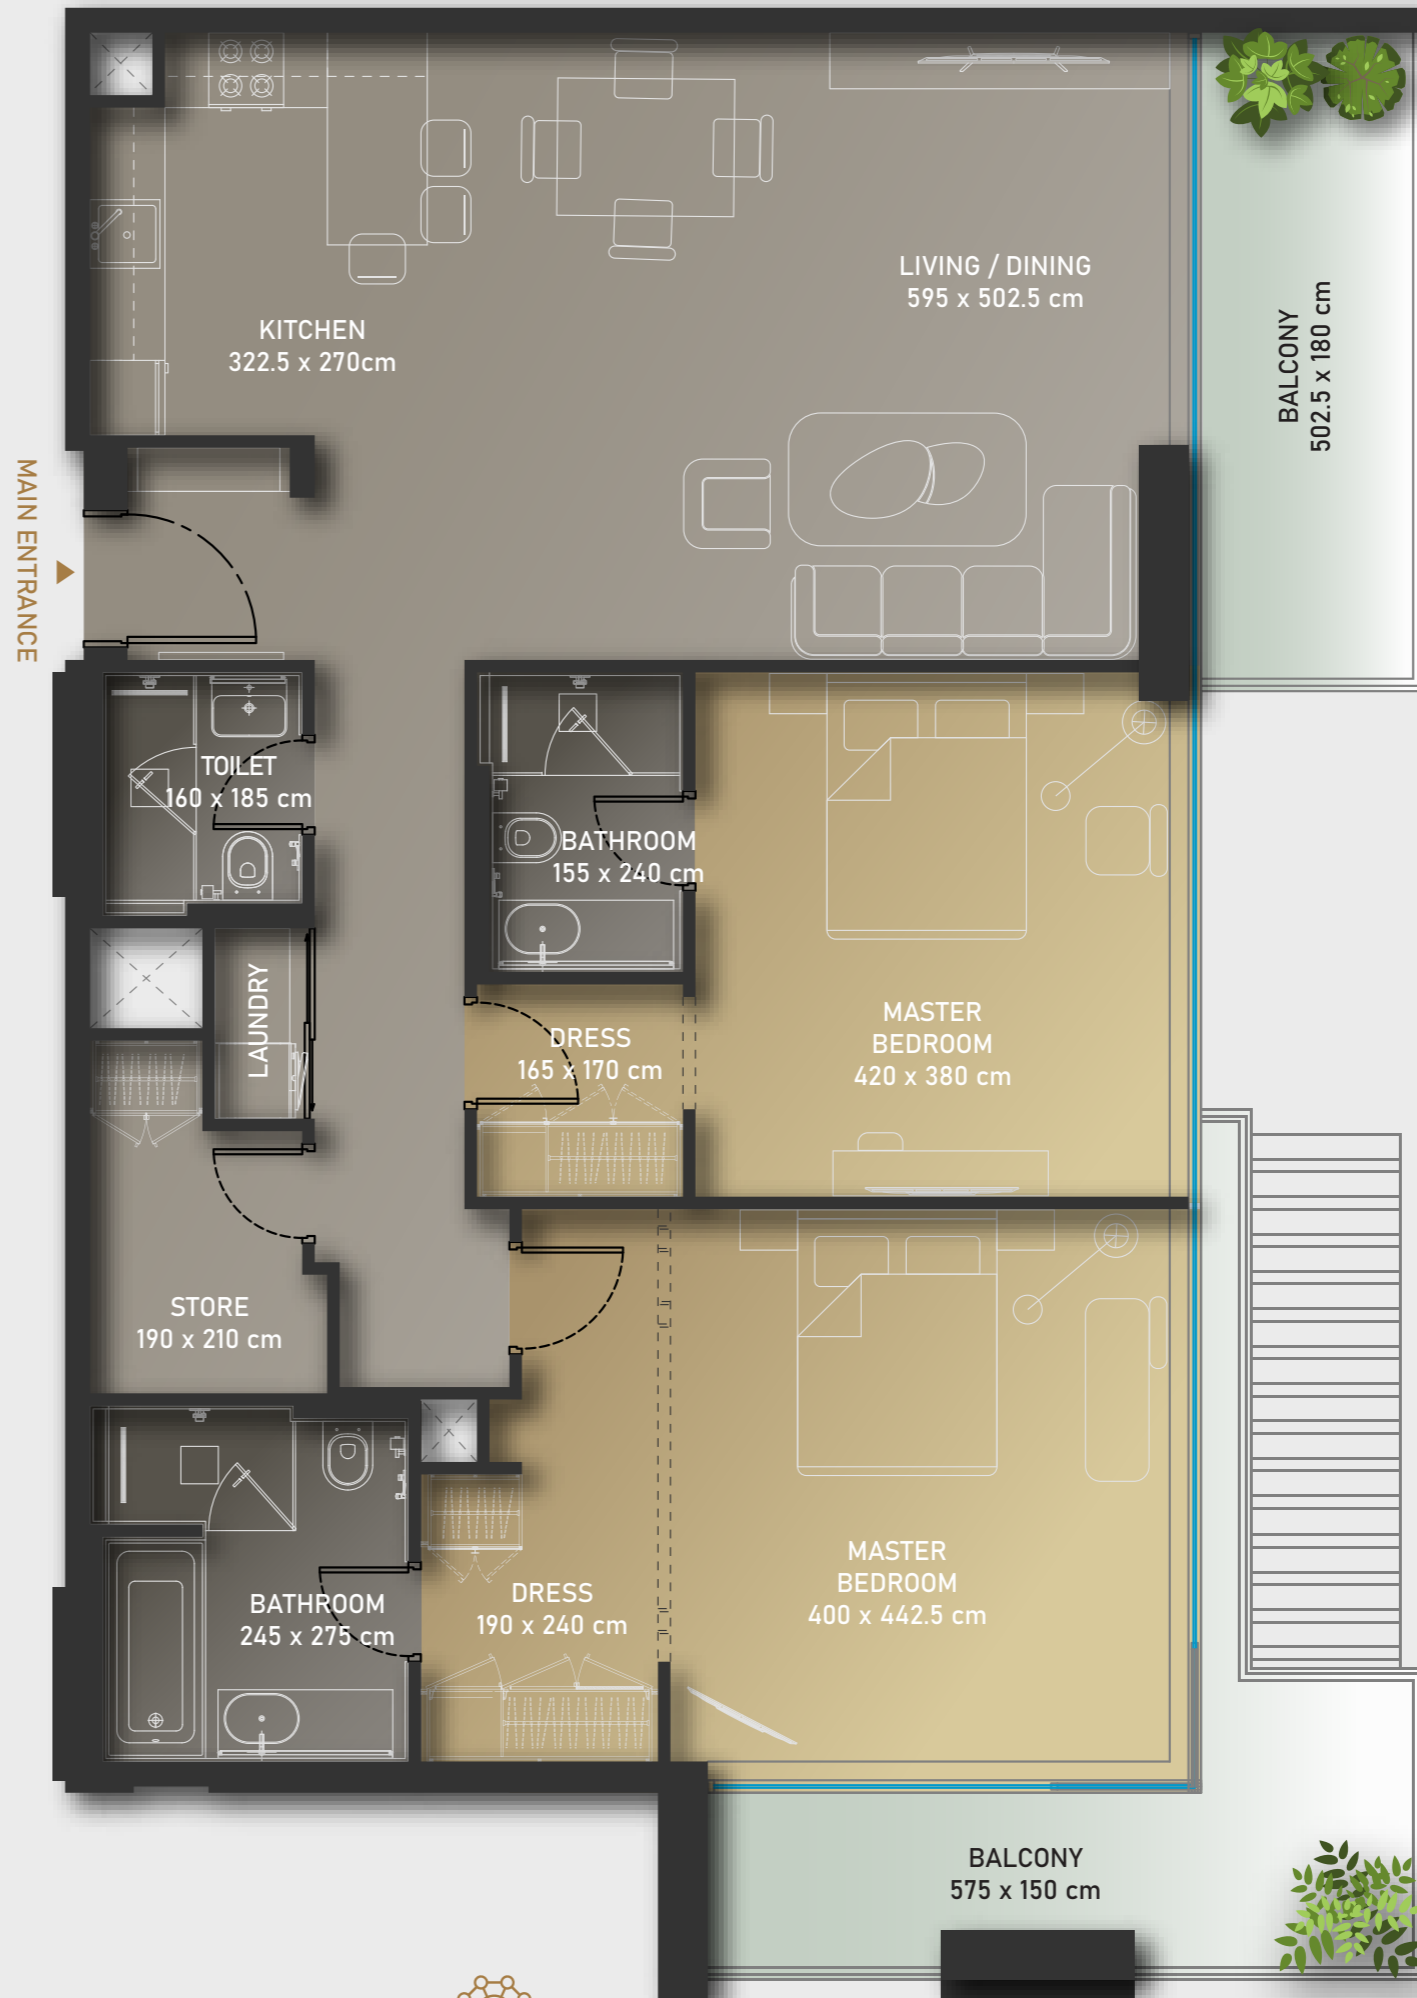 LIVING / DINING
595 x 502.5 cm
KITCHEN
322.5 x 270cm
BALCONY
502.5 x 180 cm
MAIN ENTRANCE
TOILET
160 x 185 cm
BATHROOM
155 x 240 cm
LAUNDRY
DRESS
165 x 170 cm
MASTER
BEDROOM
420 x 380 cm
STORE
190 x 210 cm
MASTER
BEDROOM
400 x 442.5 cm
BATHROOM
245 x 275 cm
DRESS
190 x 240 cm
BALCONY
575 x 150 cm